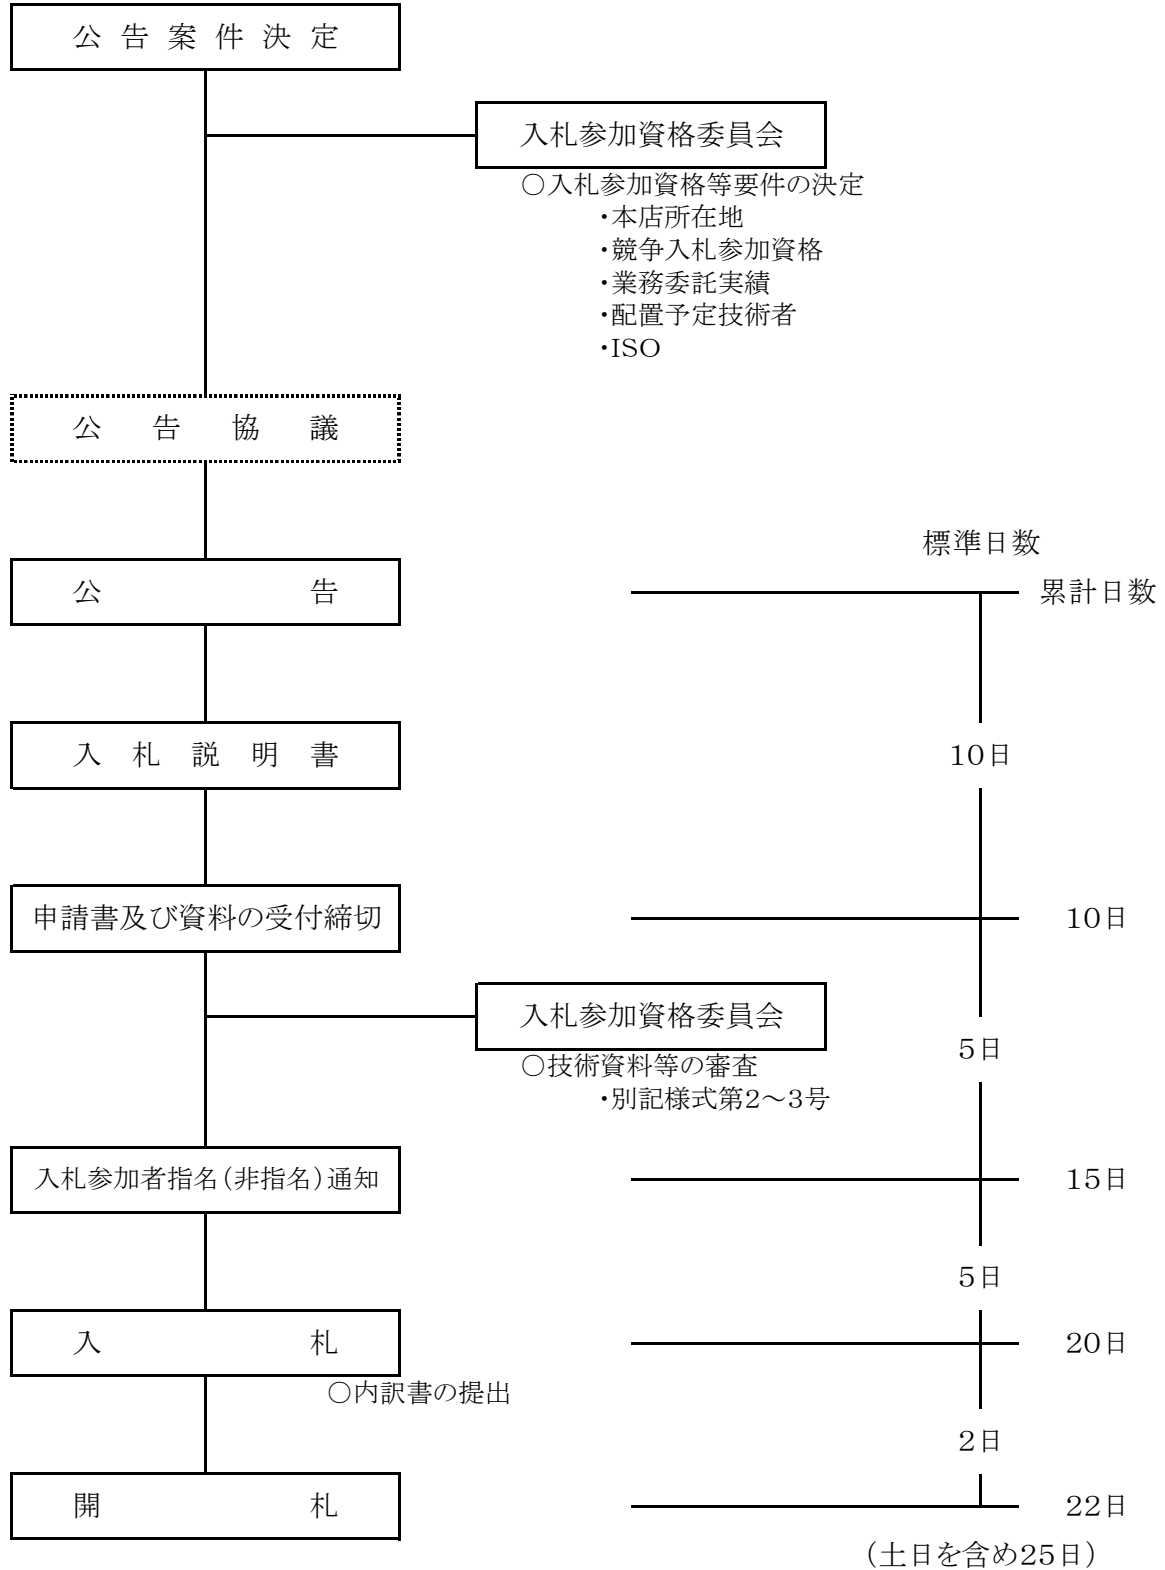 公告案件決定
入札参加資格委員会
○入札参加資格等要件の決定
・本店所在地
・競争入札参加資格
・業務委託実績
・配置予定技術者
・ISO
公告協議
標準日数
公告
累計日数
入札説明書
10日
申請書及び資料の受付締切
10日
入札参加資格委員会
5日
○技術資料等の審査
・別記様式第2～3号
入札参加者指名(非指名)通知
15日
5日
入札
20日
○内訳書の提出
2日
開札
22日
(土日を含め25日)